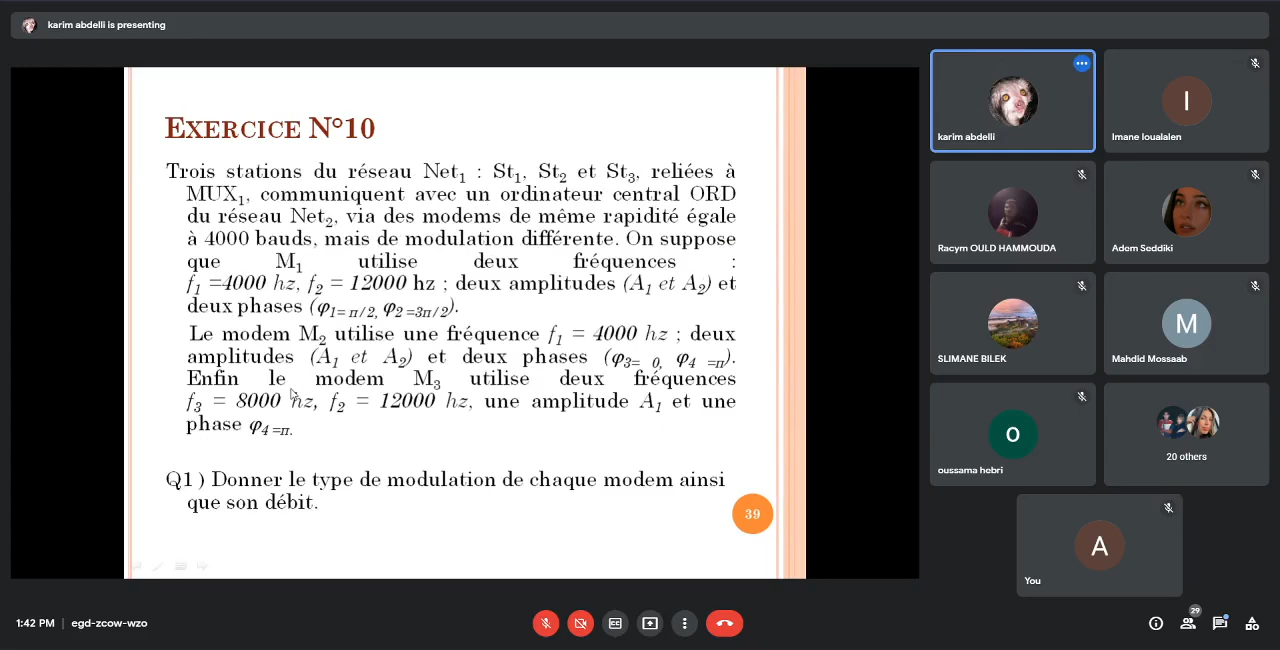 karim abdelli is presenting
EXERCICE N°10
Trois stations du réseau Net1 : St1, St2 et St3, reliées à
MUX1, communiquent avec un ordinateur central ORD
du réseau Net2, via des modems de même rapidité égale
à 4000 bauds, mais de modulation différente. On suppose
que M1 utilise deux fréquences :
f1 =4000 hz, f2 = 12000 hz ; deux amplitudes (A1 et A2) et
deux phases (φ1= π/2, φ2 =3π/2).
Le modem M2 utilise une fréquence f1 = 4000 hz ; deux
amplitudes (A1 et A2) et deux phases (φ3= 0, φ4 =π).
Enfin le modem M3 utilise deux fréquences
f3 = 8000 hz, f2 = 12000 hz, une amplitude A1 et une
phase φ4 =π.
Q1 ) Donner le type de modulation de chaque modem ainsi
que son débit.
39
karim abdelli
I
Imane loualalen
Racym OULD HAMMOUDA
Adem Seddiki
SLIMANE BILEK
M
Mahdid Mossaab
O
oussama hebri
20 others
A
You
1:42 PM | egd-zcow-wzo
29